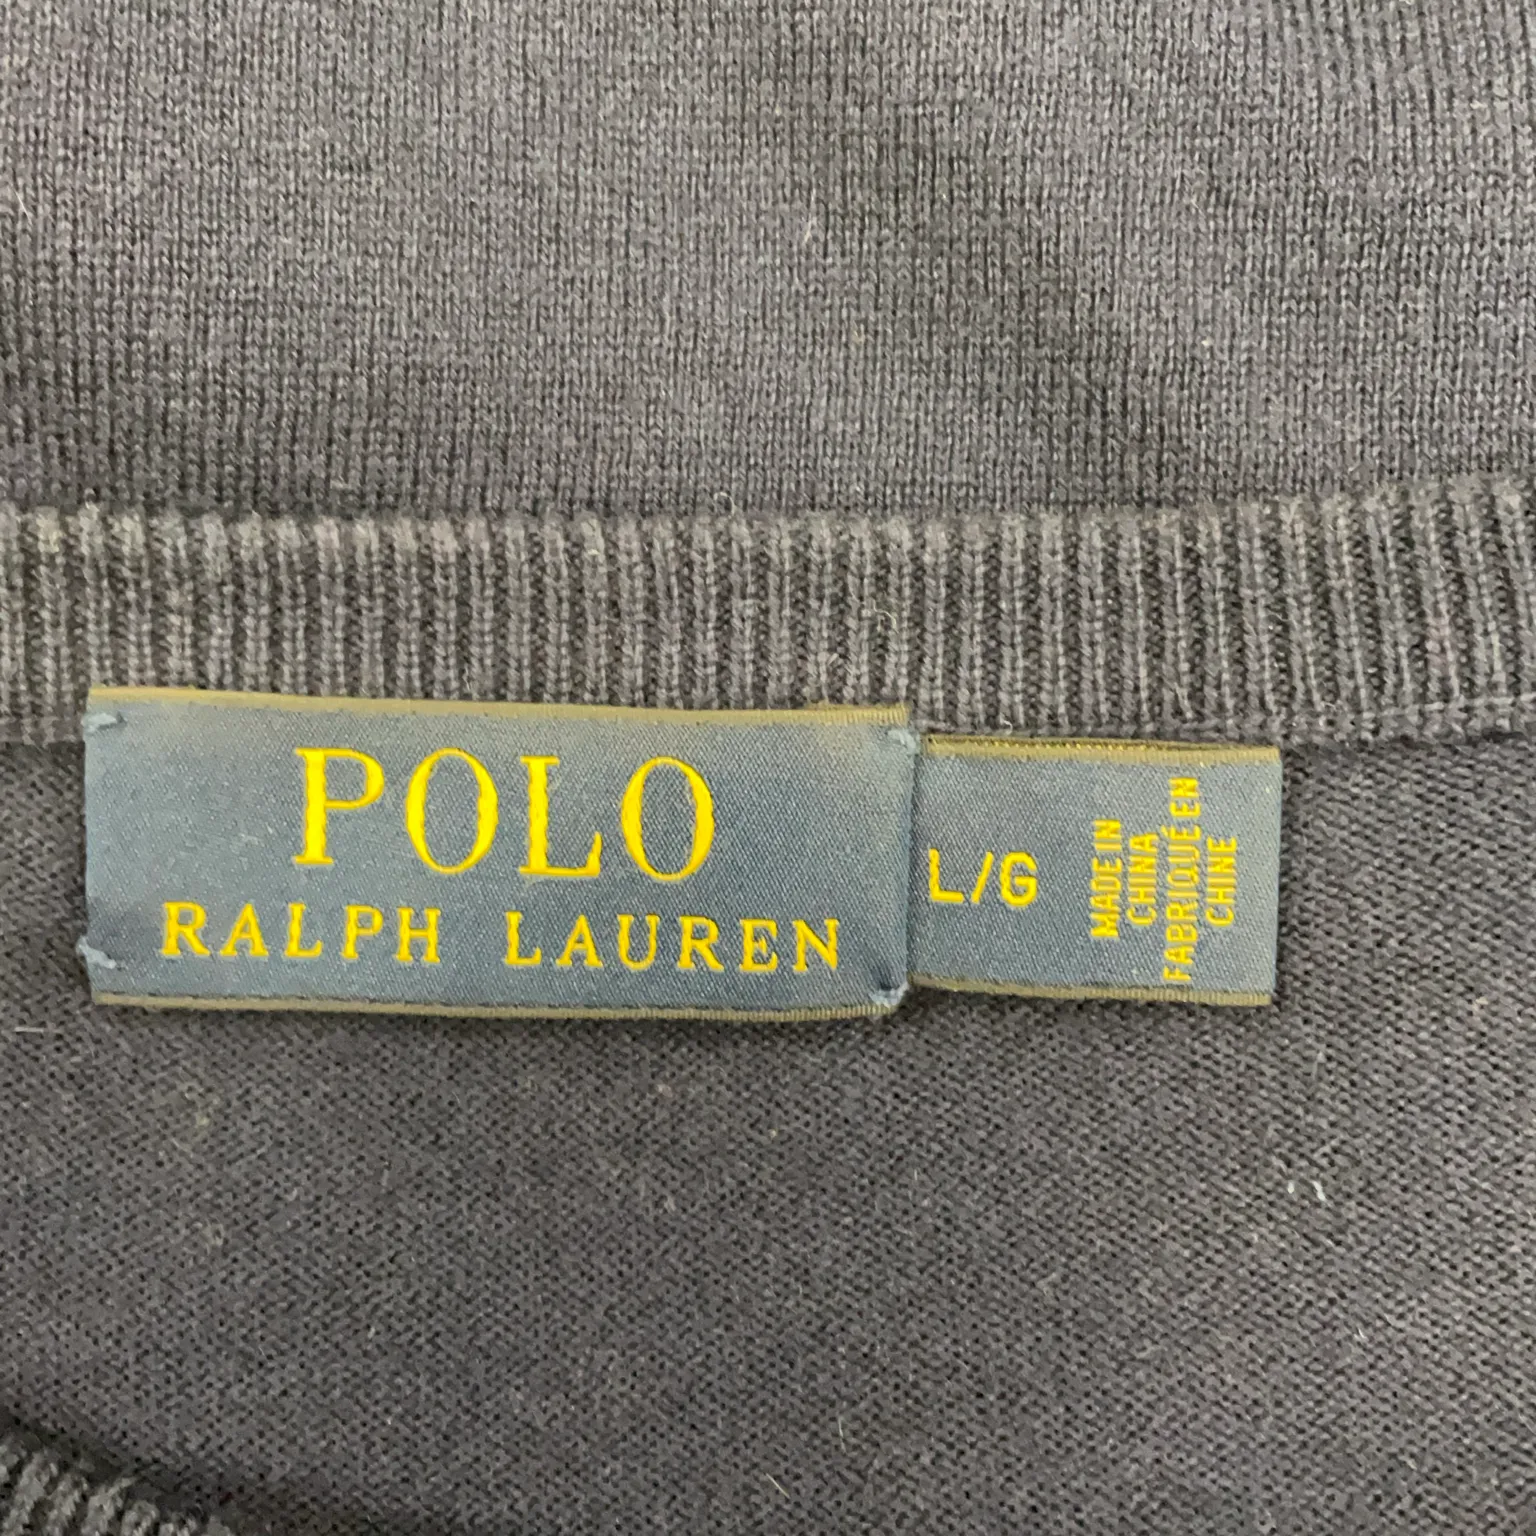 POLO
RALPH LAUREN
L/G
MADE IN
CHINA
FABRIQUÉ EN
CHINE